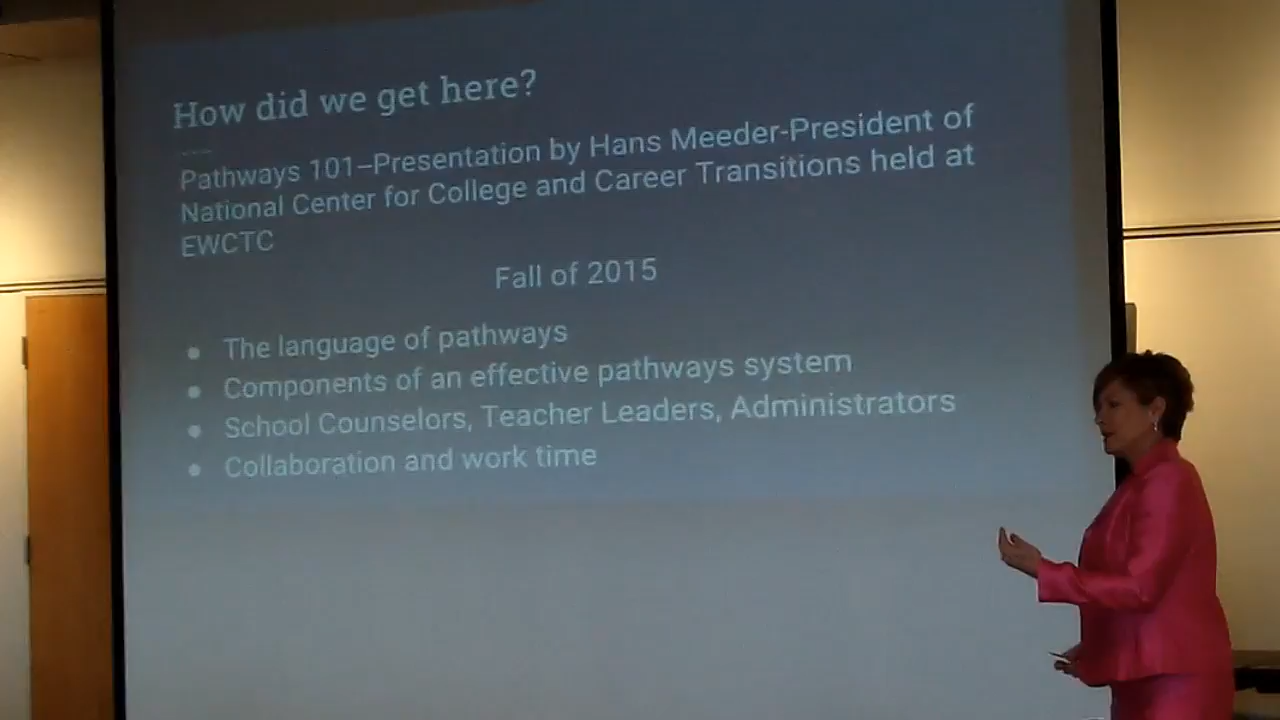 How did we get here?
Pathways 101–Presentation by Hans Meeder-President of
National Center for College and Career Transitions held at
EWCTC
Fall of 2015
● The language of pathways
● Components of an effective pathways system
● School Counselors, Teacher Leaders, Administrators
● Collaboration and work time